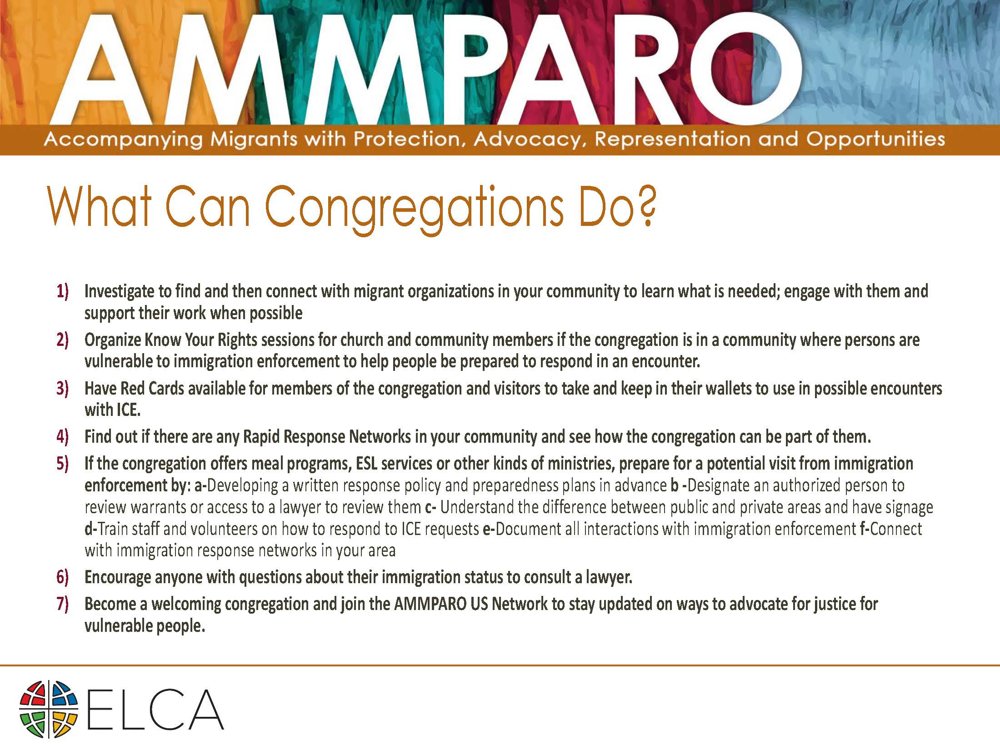 AMMPARO
Accompanying Migrants with Protection, Advocacy, Representation and Opportunities
What Can Congregations Do?
1) Investigate to find and then connect with migrant organizations in your community to learn what is needed; engage with them and
support their work when possible
2) Organize Know Your Rights sessions for church and community members if the congregation is in a community where persons are
vulnerable to immigration enforcement to help people be prepared to respond in an encounter.
3) Have Red Cards available for members of the congregation and visitors to take and keep in their wallets to use in possible encounters
with ICE.
4) Find out if there are any Rapid Response Networks in your community and see how the congregation can be part of them.
5) If the congregation offers meal programs, ESL services or other kinds of ministries, prepare for a potential visit from immigration
enforcement by: a-Developing a written response policy and preparedness plans in advance b -Designate an authorized person to
review warrants or access to a lawyer to review them c- Understand the difference between public and private areas and have signage
d-Train staff and volunteers on how to respond to ICE requests e-Document all interactions with immigration enforcement f-Connect
with immigration response networks in your area
6) Encourage anyone with questions about their immigration status to consult a lawyer.
7) Become a welcoming congregation and join the AMMPARO US Network to stay updated on ways to advocate for justice for
vulnerable people.
ELCA